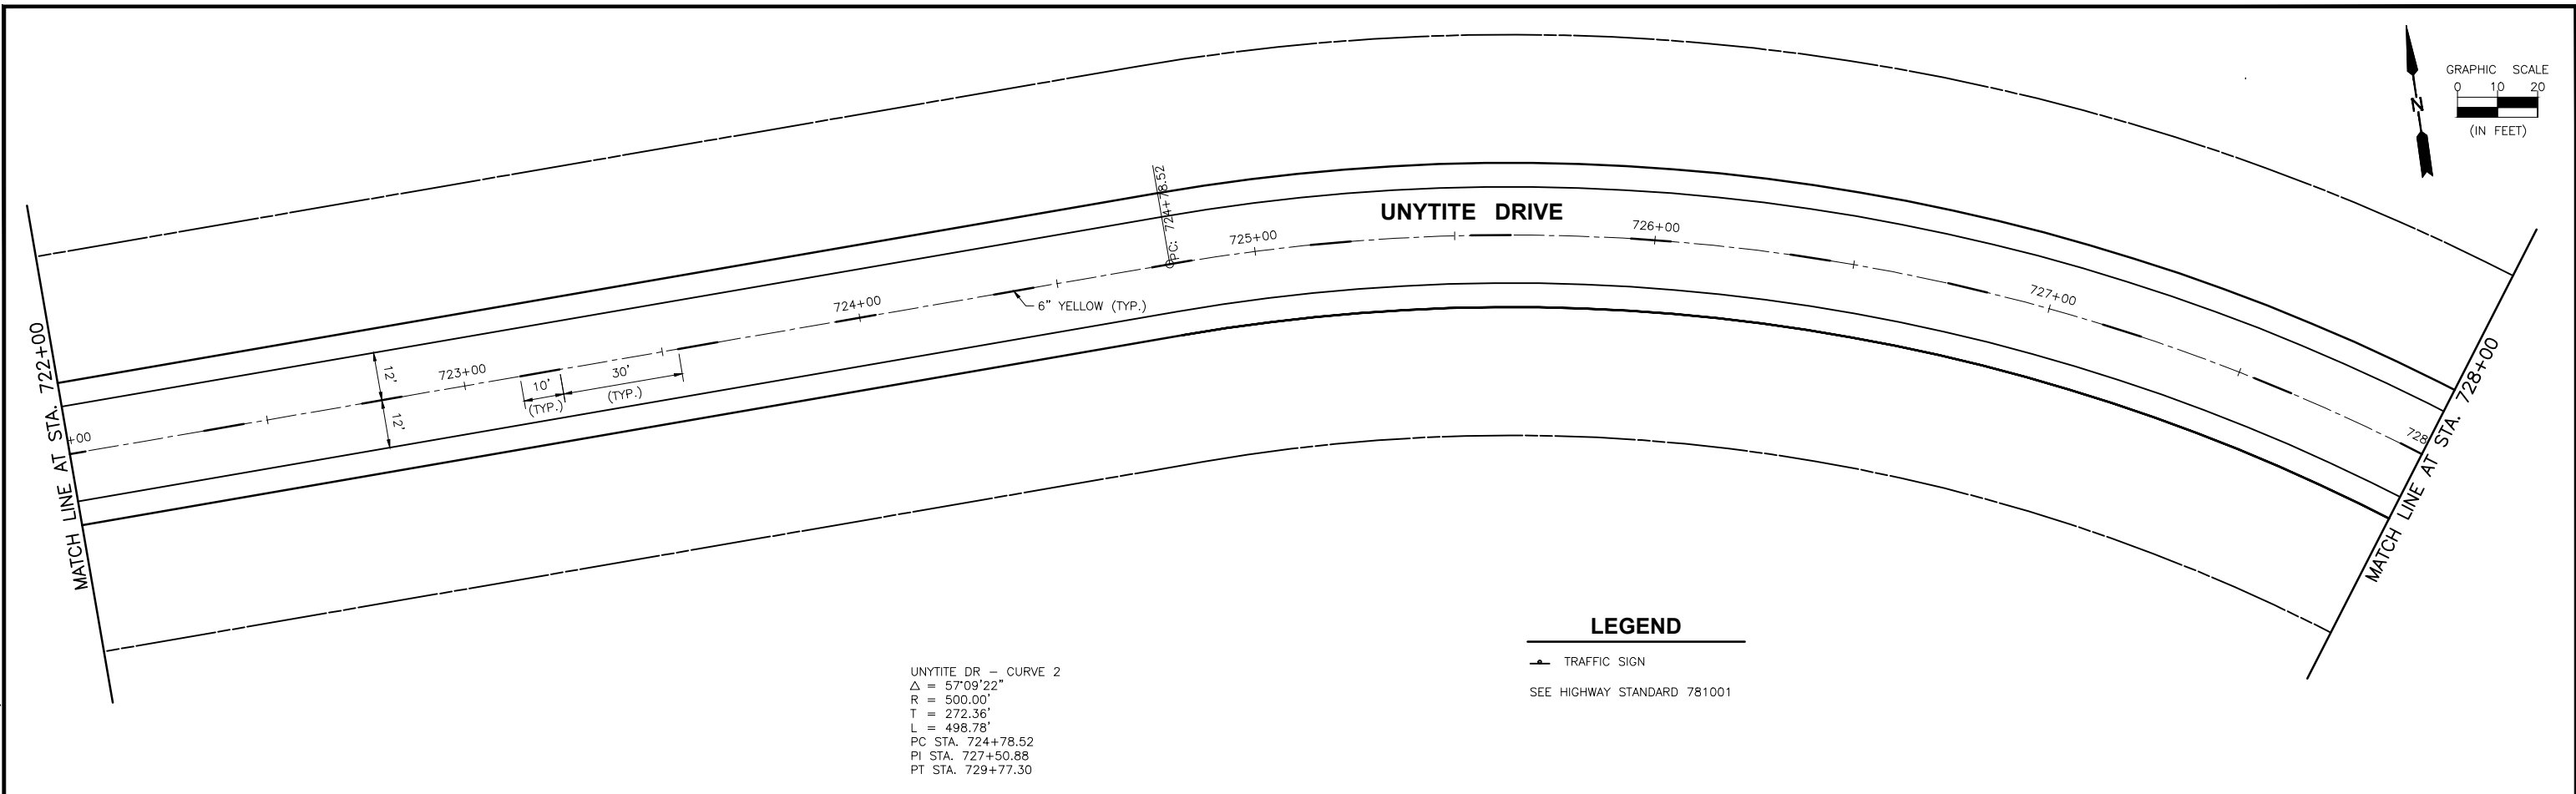 MATCH LINE AT STA. 722+00
+00
723+00
12'
12'
10'
(TYP.)
30'
(TYP.)
724+00
6" YELLOW (TYP.)
PC: 724+78.52
725+00
UNYTITE DRIVE
726+00
727+00
728
MATCH LINE AT STA. 728+00
N
GRAPHIC SCALE
0 10 20
(IN FEET)
UNYTITE DR – CURVE 2
△ = 57°09'22"
R = 500.00'
T = 272.36'
L = 498.78'
PC STA. 724+78.52
PI STA. 727+50.88
PT STA. 729+77.30
LEGEND
TRAFFIC SIGN
SEE HIGHWAY STANDARD 781001